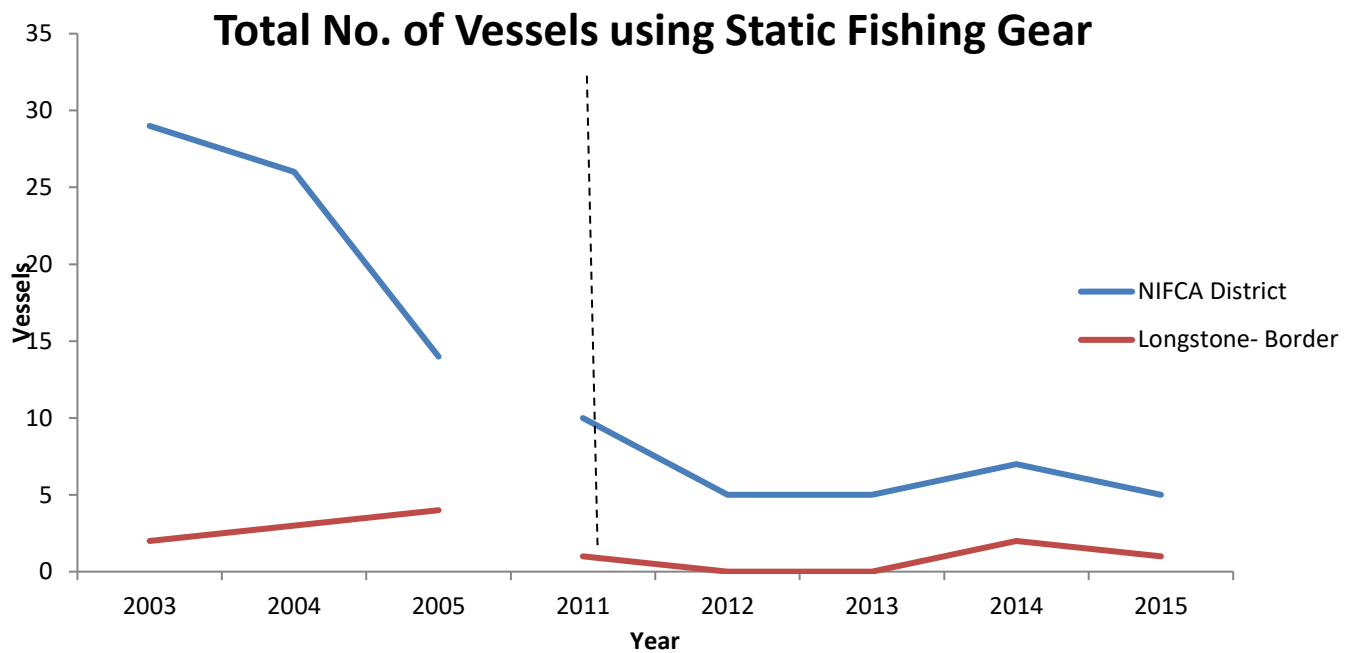 Total No. of Vessels using Static Fishing Gear
35
30
25
20
15
10
5
0
Vessels
2003 2004 2005 2011 2012 2013 2014 2015
Year
NIFCA District
Longstone- Border